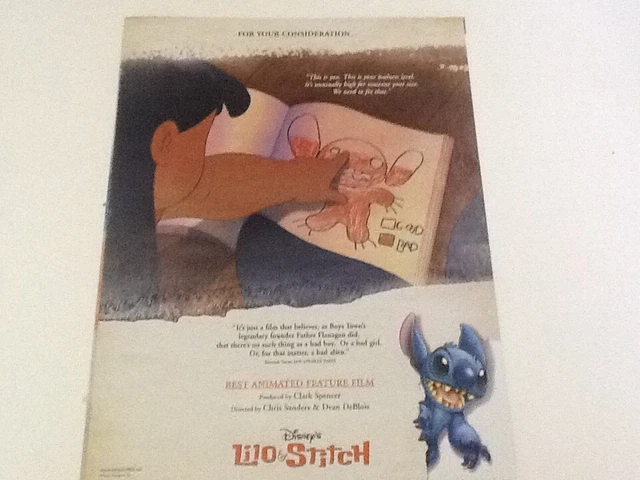 FOR YOUR CONSIDERATION...
"This is you. This is your badness level.
It's unusually high for someone your size.
We need to fix that."
GOOD
BAD
"It's just a film that believes, as Boys Town's
legendary founder Father Flanagan did,
that there's no such thing as a bad boy. Or a bad girl.
Or, for that matter, a bad alien."
BEST ANIMATED FEATURE FILM
Produced by Clark Spencer
Directed by Chris Sanders & Dean DeBlois
Disney's
Lilo & Stitch